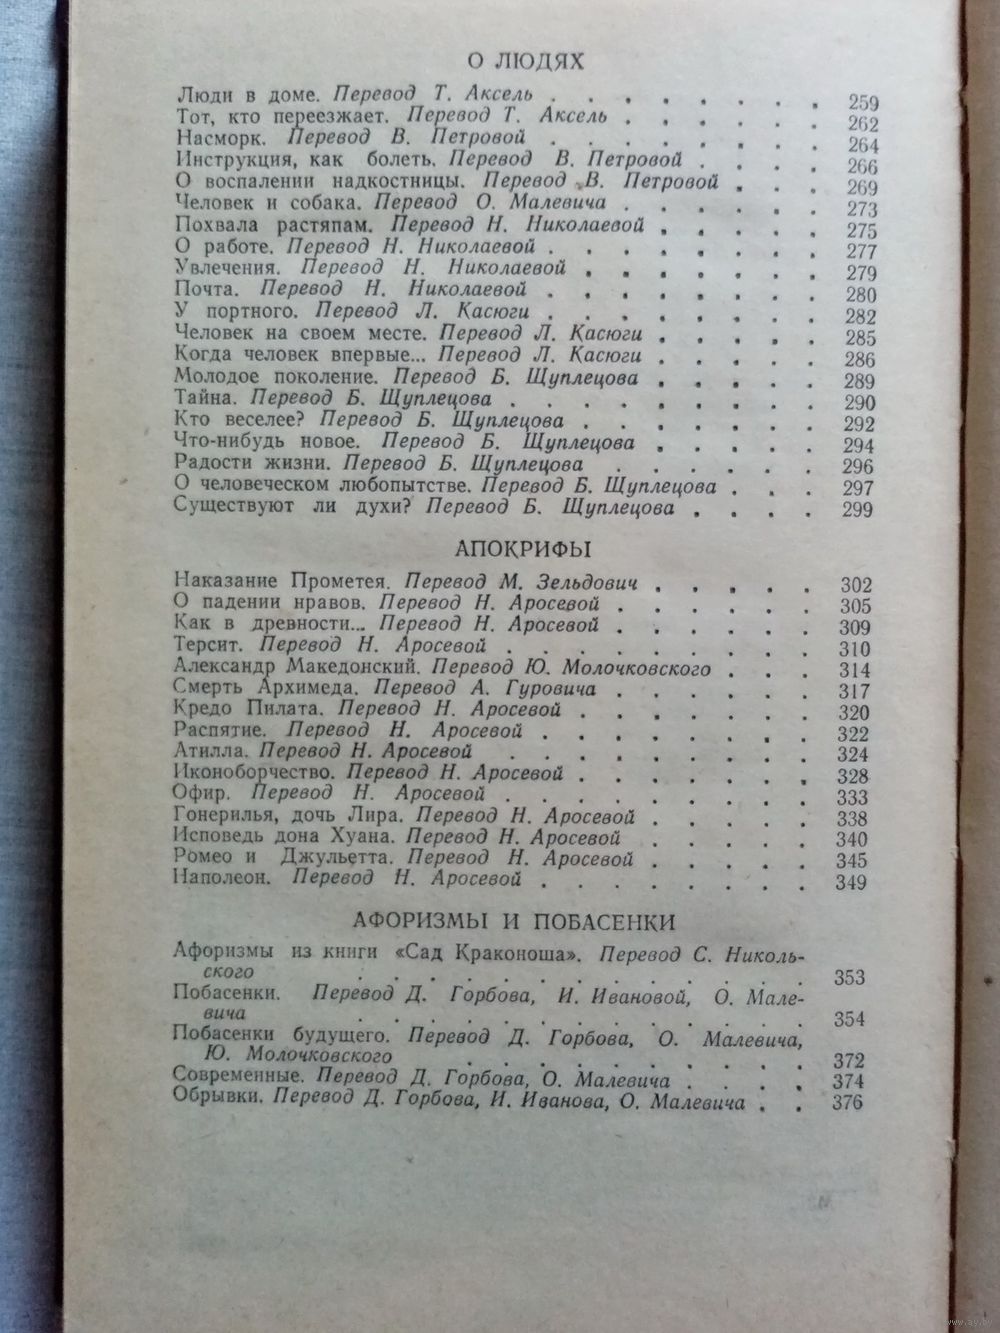 О ЛЮДЯХ
Люди в доме. Перевод Т. Аксель . . . . . . . . 259
Тот, кто переезжает. Перевод Т. Аксель . . . . . . 262
Насморк. Перевод В. Петровой . . . . . . . . 264
Инструкция, как болеть. Перевод В. Петровой . . . . 266
О воспалении надкостницы. Перевод В. Петровой . . . 269
Человек и собака. Перевод О. Малевича . . . . . . 273
Похвала растяпам. Перевод Н. Николаевой . . . . . 275
О работе. Перевод Н. Николаевой . . . . . . . . 277
Увлечения. Перевод Н. Николаевой . . . . . . . 279
Почта. Перевод Н. Николаевой . . . . . . . . 280
У портного. Перевод Л. Касюги . . . . . . . . 282
Человек на своем месте. Перевод Л. Касюги . . . . . 285
Когда человек впервые... Перевод Л. Касюги . . . . . 286
Молодое поколение. Перевод Б. Щуплецова . . . . . 289
Тайна. Перевод Б. Щуплецова . . . . . . . . . 290
Кто веселее? Перевод Б. Щуплецова . . . . . . . 292
Что-нибудь новое. Перевод Б. Щуплецова . . . . . 294
Радости жизни. Перевод Б. Щуплецова . . . . . . 296
О человеческом любопытстве. Перевод Б. Щуплецова . . . 297
Существуют ли духи? Перевод Б. Щуплецова . . . . 299
АПОКРИФЫ
Наказание Прометея. Перевод М. Зельдович . . . . . 302
О падении нравов. Перевод Н. Аросевой . . . . . . 305
Как в древности... Перевод Н. Аросевой . . . . . . 309
Терсит. Перевод Н. Аросевой . . . . . . . . . 310
Александр Македонский. Перевод Ю. Молочковского . . . 314
Смерть Архимеда. Перевод А. Гуровича . . . . . . 317
Кредо Пилата. Перевод Н. Аросевой . . . . . . . 320
Распятие. Перевод Н. Аросевой . . . . . . . . 322
Атилла. Перевод Н. Аросевой . . . . . . . . . 324
Иконоборчество. Перевод Н. Аросевой . . . . . . . 328
Офир. Перевод Н. Аросевой . . . . . . . . . 333
Гонерилья, дочь Лира. Перевод Н. Аросевой . . . . . 338
Исповедь дона Хуана. Перевод Н. Аросевой . . . . . 340
Ромео и Джульетта. Перевод Н. Аросевой . . . . . 345
Наполеон. Перевод Н. Аросевой . . . . . . . . 349
АФОРИЗМЫ И ПОБАСЕНКИ
Афоризмы из книги «Сад Краконоша». Перевод С. Николь-
ского . . . . . . . . . . . . . 353
Побасенки. Перевод Д. Горбова, И. Ивановой, О. Мале-
вича . . . . . . . . . . . . . 354
Побасенки будущего. Перевод Д. Горбова, О. Малевича,
Ю. Молочковского . . . . . . . . . . 372
Современные. Перевод Д. Горбова, О. Малевича . . . . 374
Обрывки. Перевод Д. Горбова, И. Иванова, О. Малевича . . 376
www.ay.by